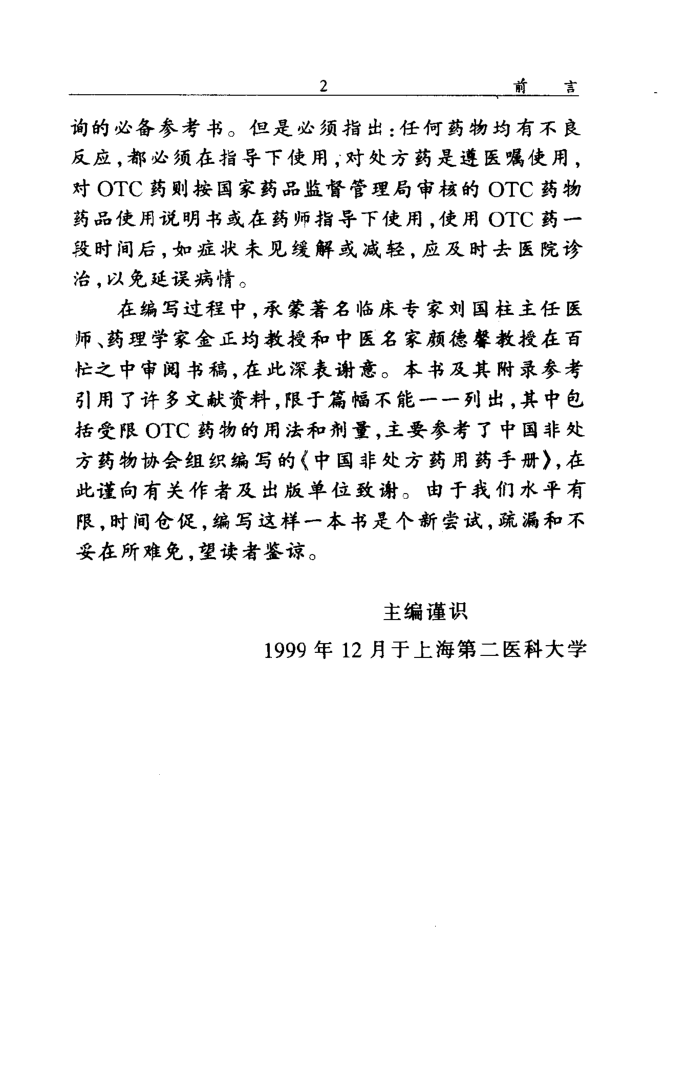 2 前言
询的必备参考书。但是必须指出:任何药物均有不良
反应,都必须在指导下使用,对处方药是遵医嘱使用,
对 OTC 药则按国家药品监督管理局审核的 OTC 药物
药品使用说明书或在药师指导下使用,使用 OTC 药一
段时间后,如症状未见缓解或减轻,应及时去医院诊
治,以免延误病情。
在编写过程中,承蒙著名临床专家刘国柱主任医
师、药理学家金正均教授和中医名家颜德馨教授在百
忙之中审阅书稿,在此深表谢意。本书及其附录参考
引用了许多文献资料,限于篇幅不能一一列出,其中包
括受限 OTC 药物的用法和剂量,主要参考了中国非处
方药物协会组织编写的《中国非处方药用药手册》,在
此谨向有关作者及出版单位致谢。由于我们水平有
限,时间仓促,编写这样一本书是个新尝试,疏漏和不
妥在所难免,望读者鉴谅。
主编谨识
1999 年 12 月于上海第二医科大学